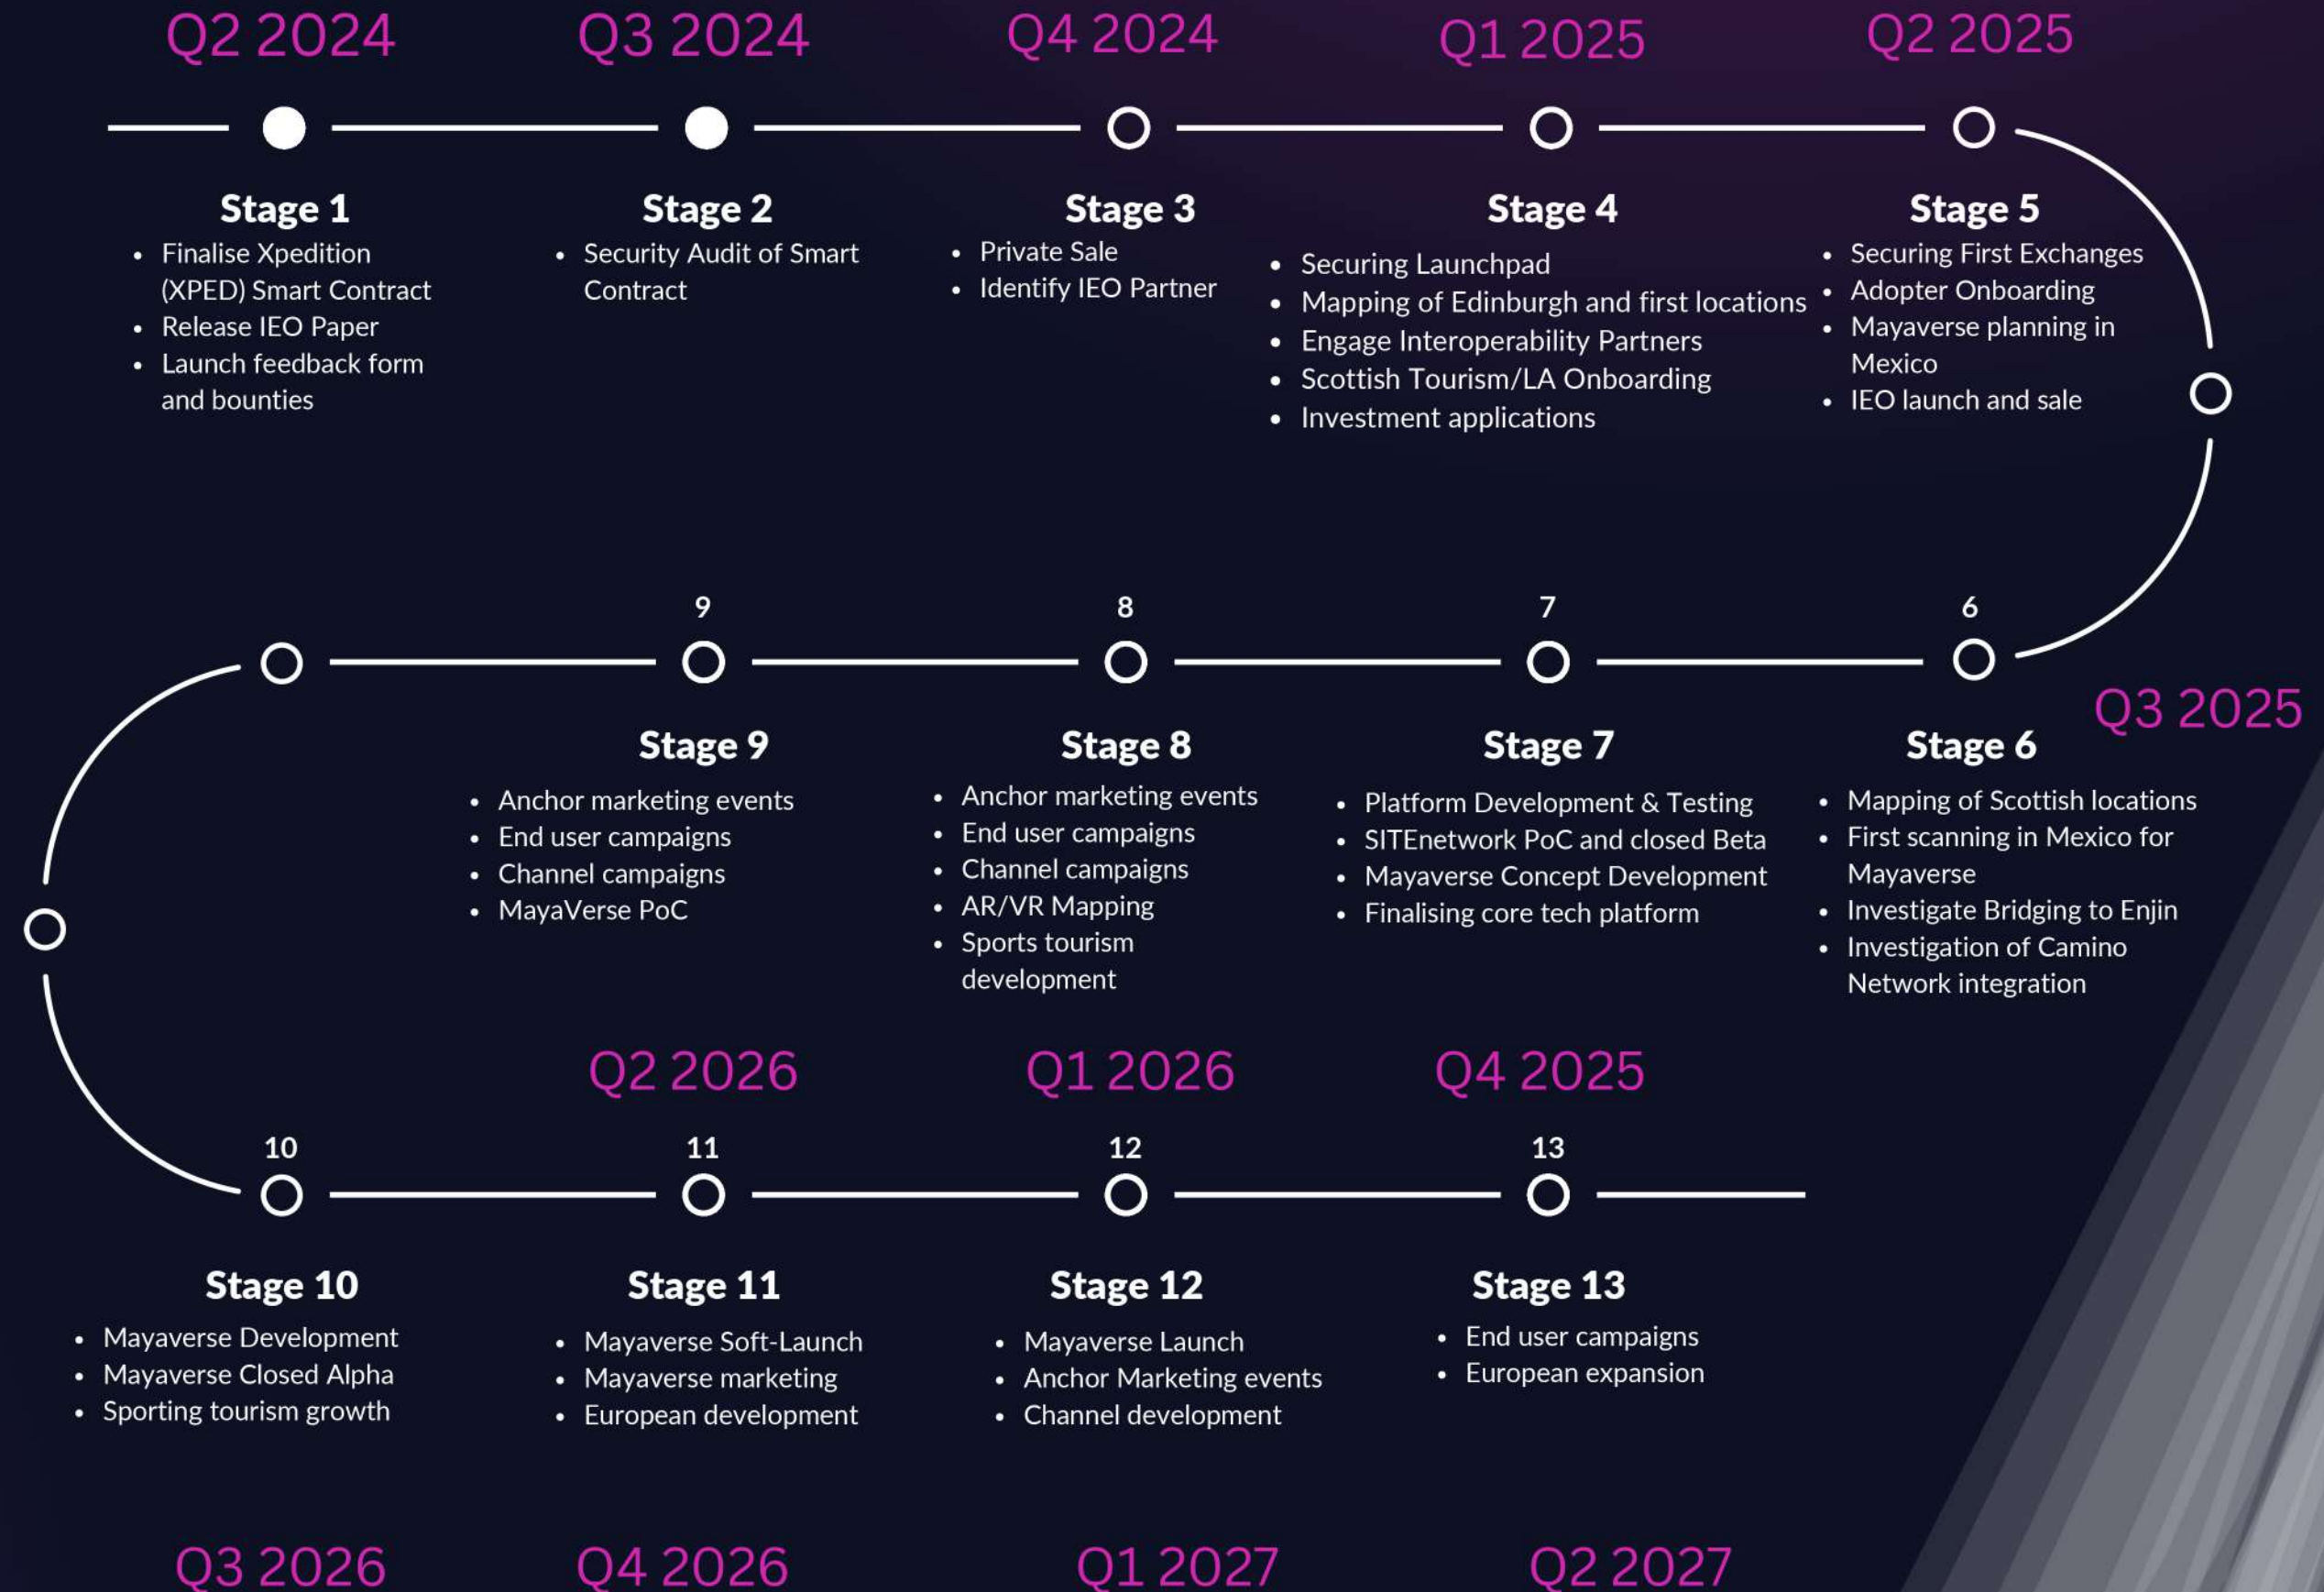 Q2 2024
Q3 2024
Q4 2024
Q1 2025
Q2 2025
Stage 1
• Finalise Xpedition
(XPED) Smart Contract
• Release IEO Paper
• Launch feedback form
and bounties
Stage 2
• Security Audit of Smart
Contract
Stage 3
• Private Sale
• Identify IEO Partner
Stage 4
• Securing Launchpad
• Mapping of Edinburgh and first locations
• Engage Interoperability Partners
• Scottish Tourism/LA Onboarding
• Investment applications
Stage 5
• Securing First Exchanges
• Adopter Onboarding
• Mayaverse planning in
Mexico
• IEO launch and sale
6
Q3 2025
Stage 6
• Mapping of Scottish locations
• First scanning in Mexico for
Mayaverse
• Investigate Bridging to Enjin
• Investigation of Camino
Network integration
7
Stage 7
• Platform Development & Testing
• SITEnetwork PoC and closed Beta
• Mayaverse Concept Development
• Finalising core tech platform
Q4 2025
8
Stage 8
• Anchor marketing events
• End user campaigns
• Channel campaigns
• AR/VR Mapping
• Sports tourism
development
Q1 2026
9
Stage 9
• Anchor marketing events
• End user campaigns
• Channel campaigns
• MayaVerse PoC
Q2 2026
10
Stage 10
• Mayaverse Development
• Mayaverse Closed Alpha
• Sporting tourism growth
Q3 2026
11
Stage 11
• Mayaverse Soft-Launch
• Mayaverse marketing
• European development
Q4 2026
12
Stage 12
• Mayaverse Launch
• Anchor Marketing events
• Channel development
Q1 2027
13
Stage 13
• End user campaigns
• European expansion
Q2 2027